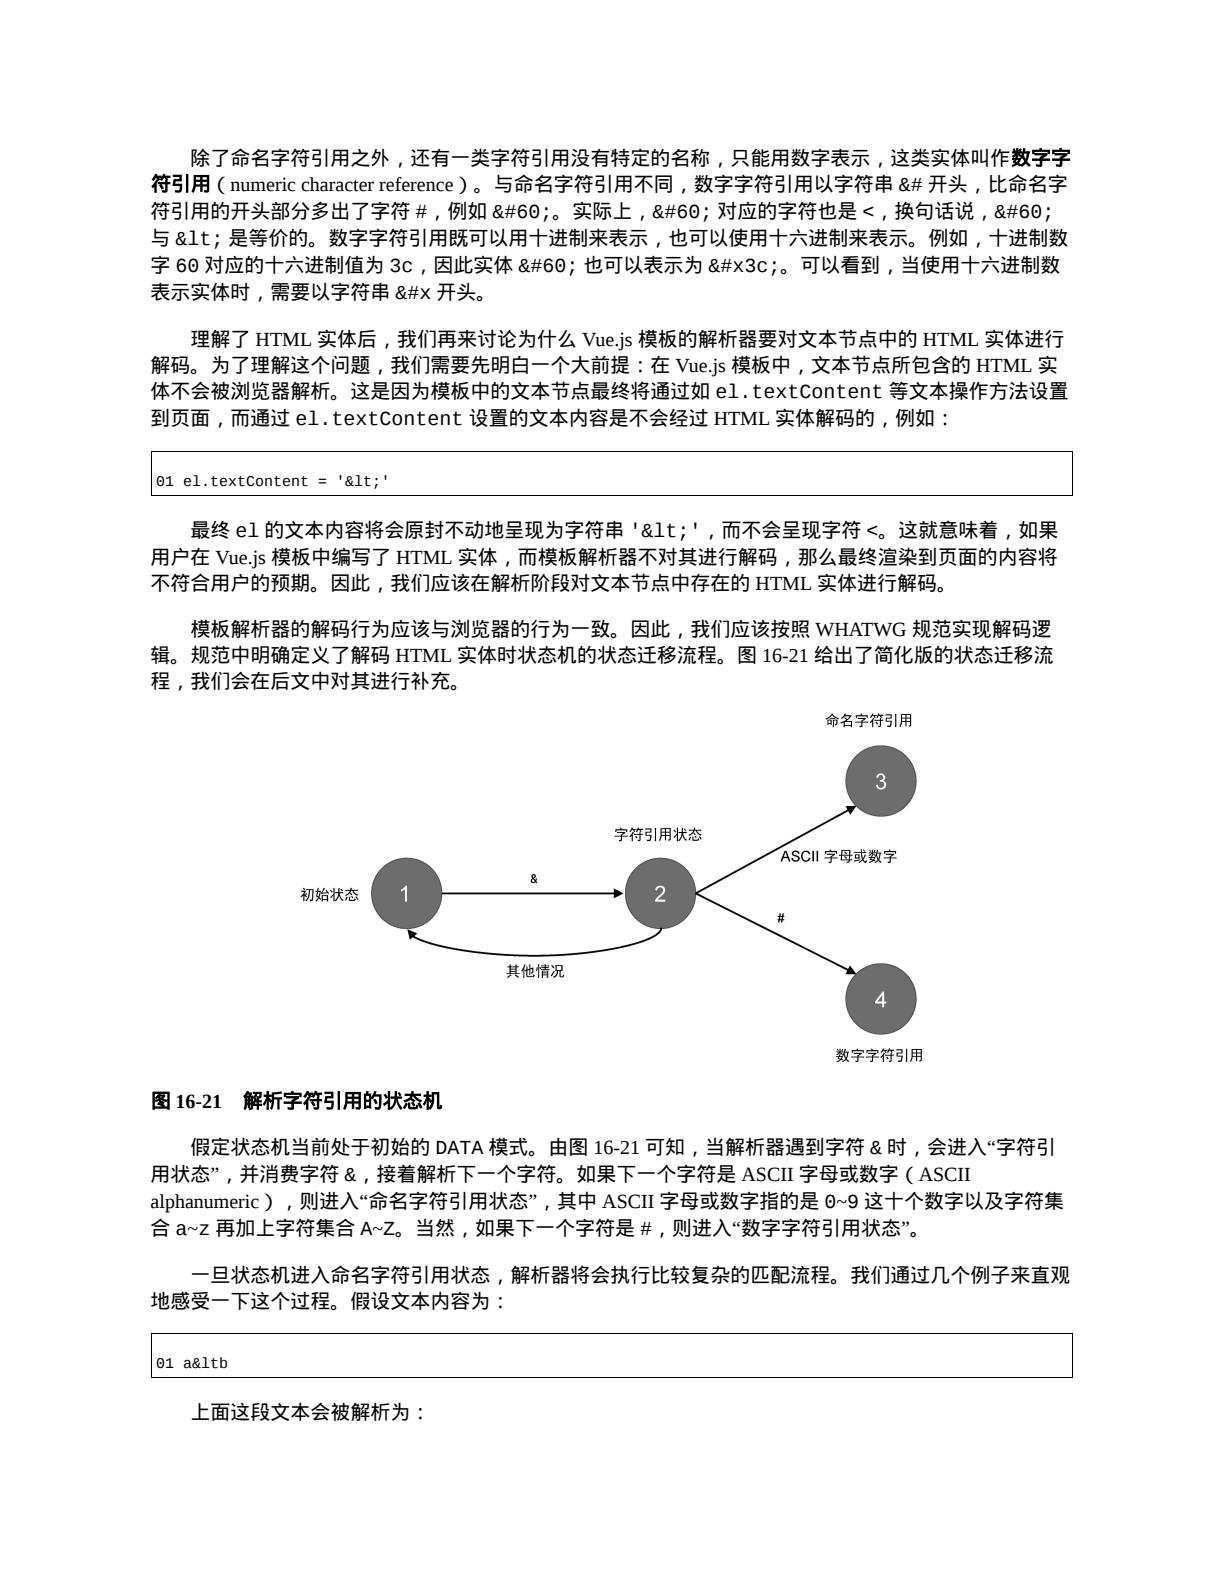 除了命名字符引用之外，还有一类字符引用没有特定的名称，只能用数字表示，这类实体叫作数字字
符引用（numeric character reference）。与命名字符引用不同，数字字符引用以字符串 &# 开头，比命名字
符引用的开头部分多出了字符 #，例如 &#60;。实际上，&#60; 对应的字符也是 <，换句话说，&#60;
与 &lt; 是等价的。数字字符引用既可以用十进制来表示，也可以使用十六进制来表示。例如，十进制数
字 60 对应的十六进制值为 3c，因此实体 &#60; 也可以表示为 &#x3c;。可以看到，当使用十六进制数
表示实体时，需要以字符串 &#x 开头。
理解了 HTML 实体后，我们再来讨论为什么 Vue.js 模板的解析器要对文本节点中的 HTML 实体进行
解码。为了理解这个问题，我们需要先明白一个大前提：在 Vue.js 模板中，文本节点所包含的 HTML 实
体不会被浏览器解析。这是因为模板中的文本节点最终将通过如 el.textContent 等文本操作方法设置
到页面，而通过 el.textContent 设置的文本内容是不会经过 HTML 实体解码的，例如：
01 el.textContent = '&lt;'
最终 el 的文本内容将会原封不动地呈现为字符串 '&lt;'，而不会呈现字符 <。这就意味着，如果
用户在 Vue.js 模板中编写了 HTML 实体，而模板解析器不对其进行解码，那么最终渲染到页面的内容将
不符合用户的预期。因此，我们应该在解析阶段对文本节点中存在的 HTML 实体进行解码。
模板解析器的解码行为应该与浏览器的行为一致。因此，我们应该按照 WHATWG 规范实现解码逻
辑。规范中明确定义了解码 HTML 实体时状态机的状态迁移流程。图 16-21 给出了简化版的状态迁移流
程，我们会在后文中对其进行补充。
命名字符引用
3
字符引用状态
ASCII 字母或数字
&
初始状态
1
2
#
其他情况
4
数字字符引用
图 16-21 解析字符引用的状态机
假定状态机当前处于初始的 DATA 模式。由图 16-21 可知，当解析器遇到字符 & 时，会进入“字符引
用状态”，并消费字符 &，接着解析下一个字符。如果下一个字符是 ASCII 字母或数字（ASCII
alphanumeric），则进入“命名字符引用状态”，其中 ASCII 字母或数字指的是 0~9 这十个数字以及字符集
合 a~z 再加上字符集合 A~Z。当然，如果下一个字符是 #，则进入“数字字符引用状态”。
一旦状态机进入命名字符引用状态，解析器将会执行比较复杂的匹配流程。我们通过几个例子来直观
地感受一下这个过程。假设文本内容为：
01 a&ltb
上面这段文本会被解析为：